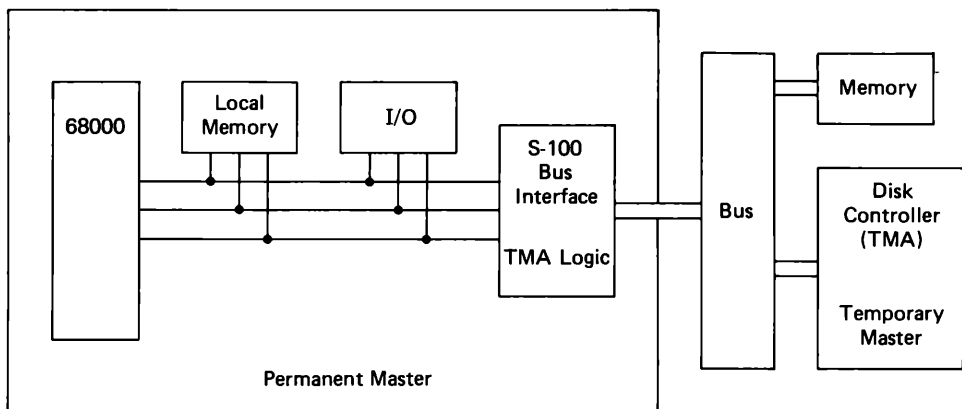 68000
Local
Memory
I/O
S-100
Bus
Interface
TMA Logic
Permanent Master
Bus
Memory
Disk
Controller
(TMA)
Temporary
Master